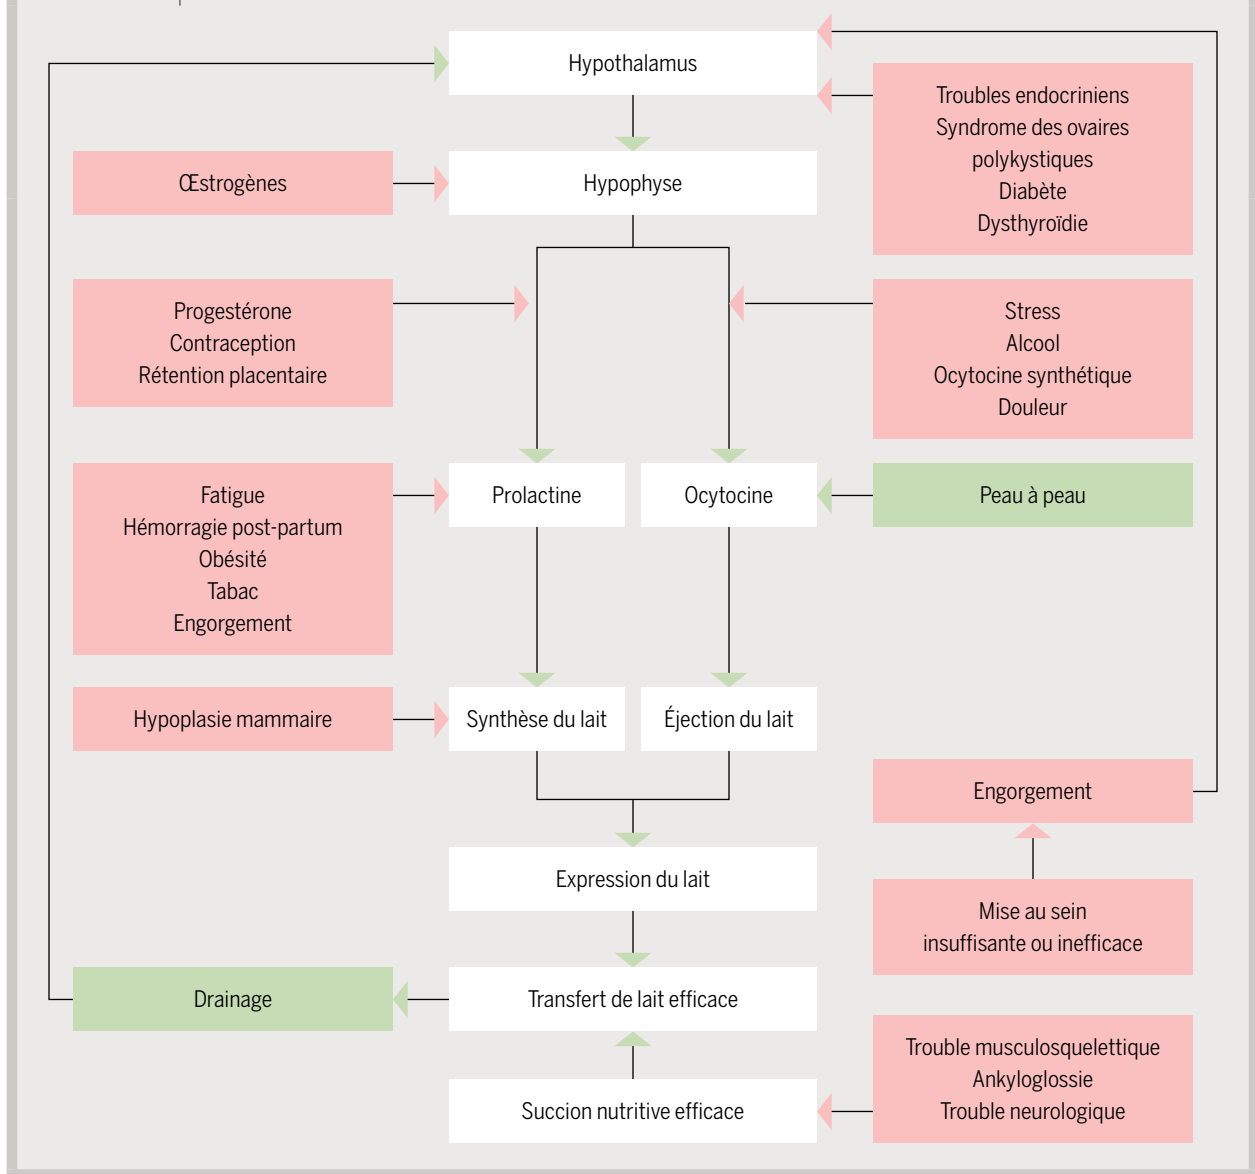 Hypothalamus
Troubles endocriniens
Syndrome des ovaires
polykystiques
Diabète
Dysthyroïdie
Œstrogènes
Hypophyse
Progestérone
Contraception
Rétention placentaire
Stress
Alcool
Ocytocine synthétique
Douleur
Fatigue
Hémorragie post-partum
Obésité
Tabac
Engorgement
Prolactine
Ocytocine
Peau à peau
Hypoplasie mammaire
Synthèse du lait
Éjection du lait
Engorgement
Expression du lait
Mise au sein
insuffisante ou inefficace
Drainage
Transfert de lait efficace
Trouble musculosquelettique
Ankyloglossie
Trouble neurologique
Succion nutritive efficace